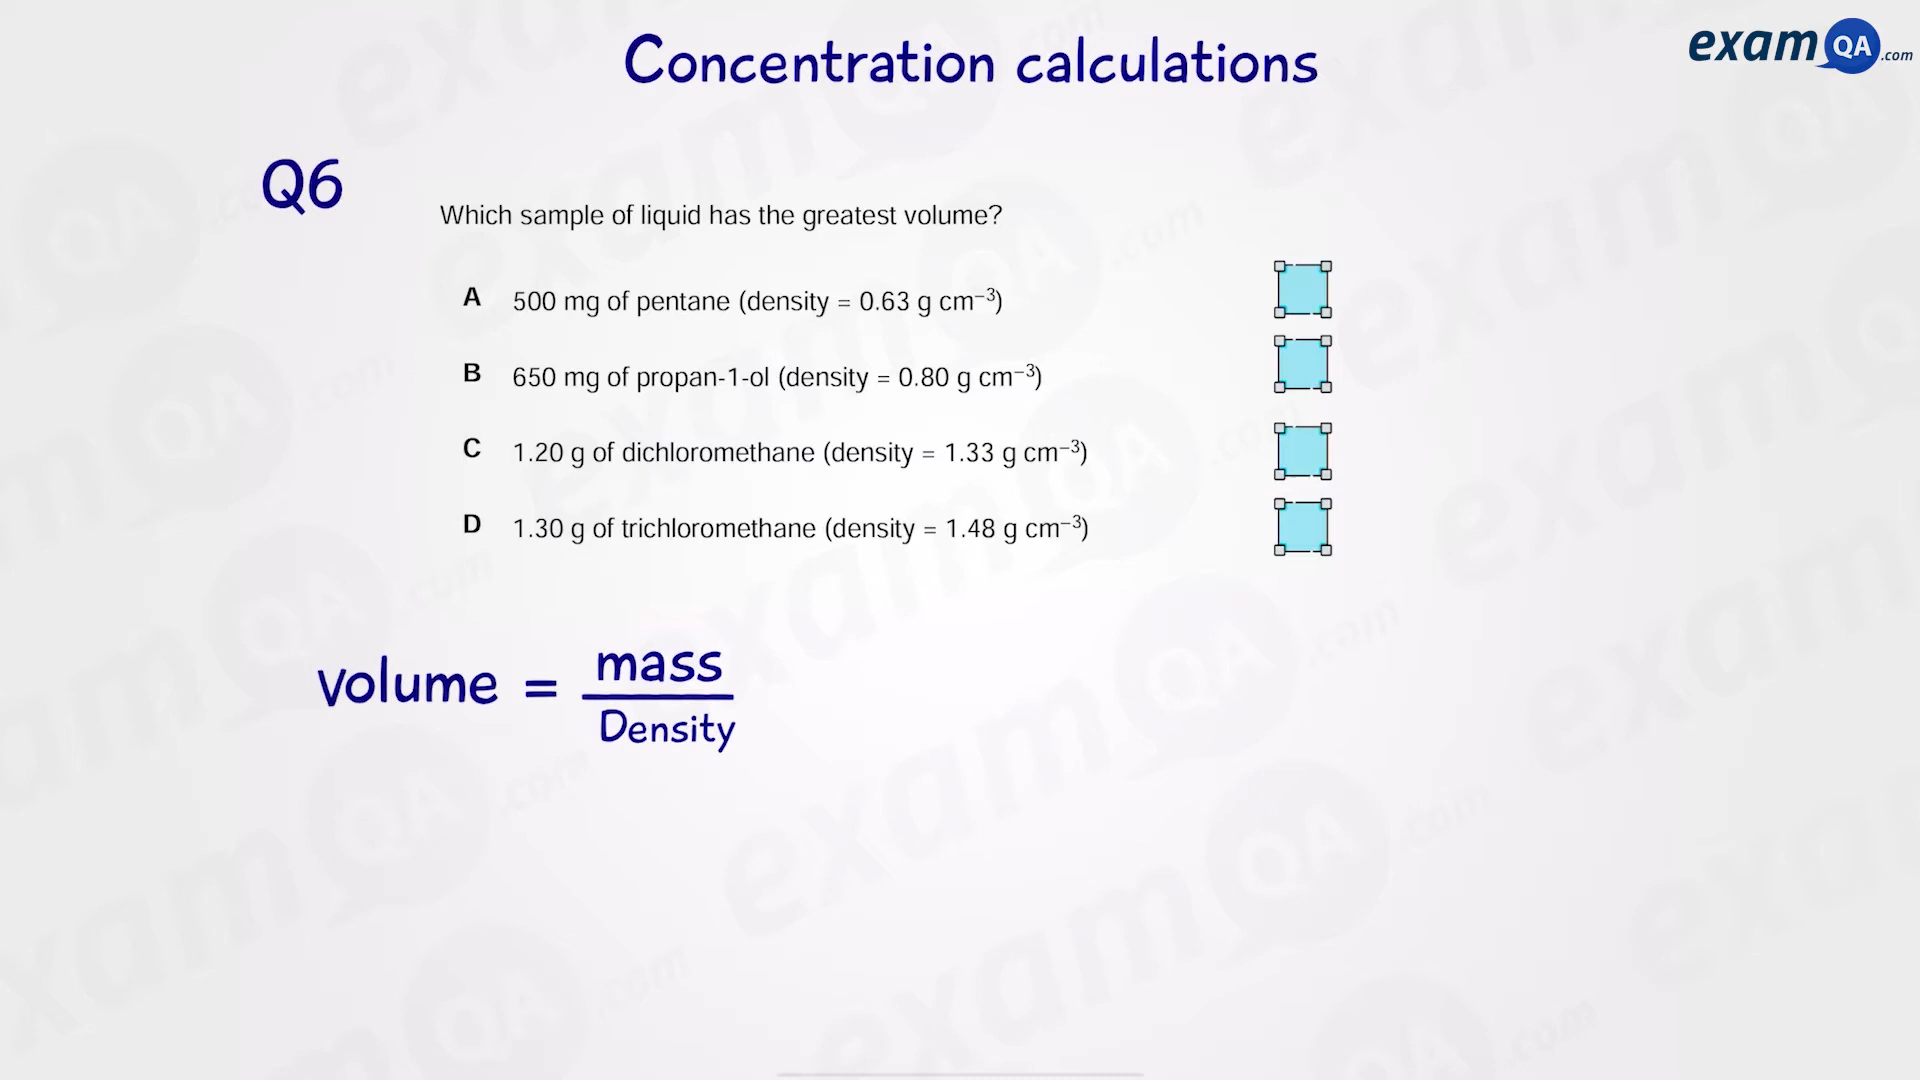 Concentration calculations
examQA.com
Q6
Which sample of liquid has the greatest volume?
A 500 mg of pentane (density = 0.63 g cm⁻³)
B 650 mg of propan-1-ol (density = 0.80 g cm⁻³)
C 1.20 g of dichloromethane (density = 1.33 g cm⁻³)
D 1.30 g of trichloromethane (density = 1.48 g cm⁻³)
volume = mass
Density